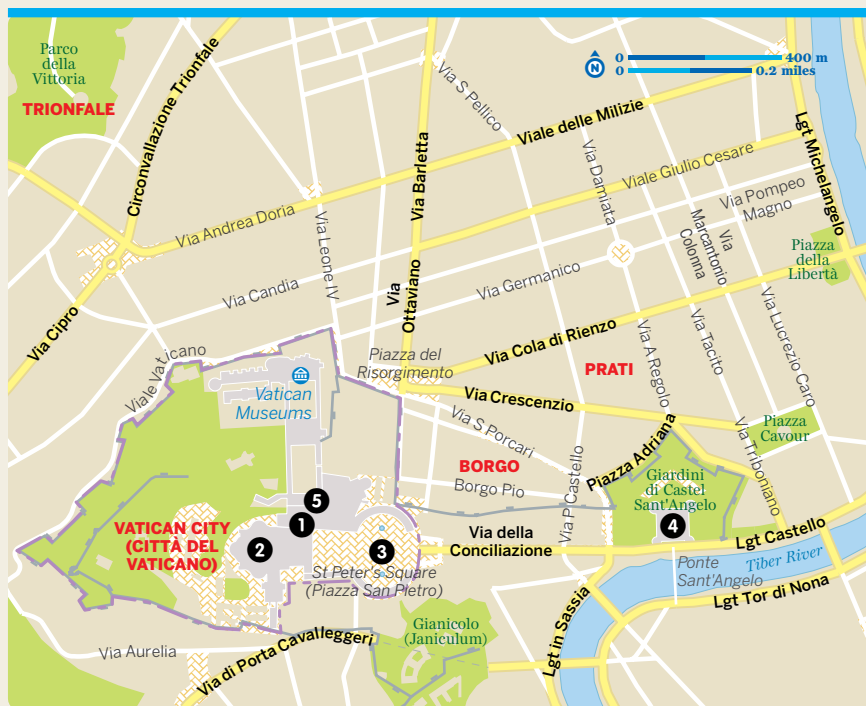 Parco
della
Vittoria
TRIONFALE
Circonvallazione Trionfale
Via S Pellico
0 400 m
N
0 0.2 miles
Viale delle Milizie
Lgt Michelangelo
Via Barletta
Via Damiata
Viale Giulio Cesare
Via Andrea Doria
Via Leone IV
Via Pompeo
Magno
Via
Marcantonio
Colonna
Piazza
della
Libertà
Via Candia
Via
Ottaviano
Via Germanico
Via Cipro
Via Cola di Rienzo
Via A Regolo
Via Tacito
Via Lucrezio Caro
Viale Vaticano
Piazza del
Risorgimento
PRATI
Vatican
Museums
Via Crescenzio
Via S Porcari
Piazza
Cavour
BORGO
Borgo Pio
Via P Castello
Piazza Adriana
Via Triboniano
Giardini
di Castel
Sant'Angelo
5
1
2
3
4
VATICAN CITY
(CITTÀ DEL
VATICANO)
Via della
Conciliazione
Lgt Castello
St Peter's Square
(Piazza San Pietro)
Ponte
Sant'Angelo
Tiber River
Lgt Tor di Nona
Gianicolo
(Janiculum)
Lgt in Sassia
Via Aurelia
Via di Porta Cavalleggeri